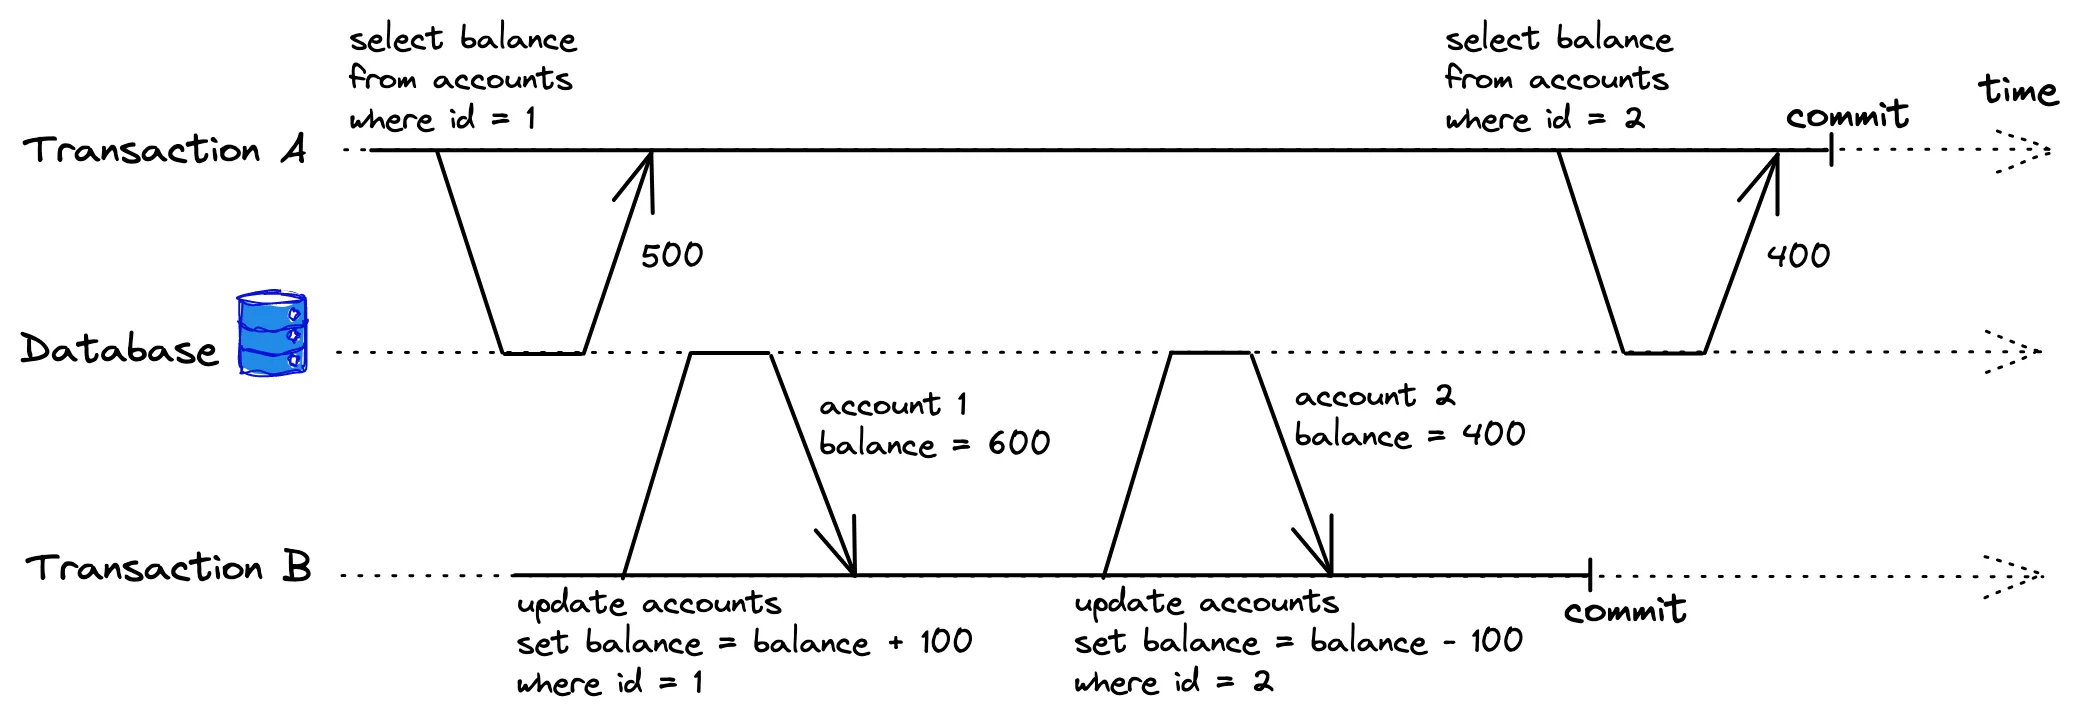 select balance
from accounts
where id = 1
select balance
from accounts
where id = 2
commit
time
Transaction A
500
400
Database
account 1
balance = 600
account 2
balance = 400
Transaction B
update accounts
set balance = balance + 100
where id = 1
update accounts
set balance = balance - 100
where id = 2
commit